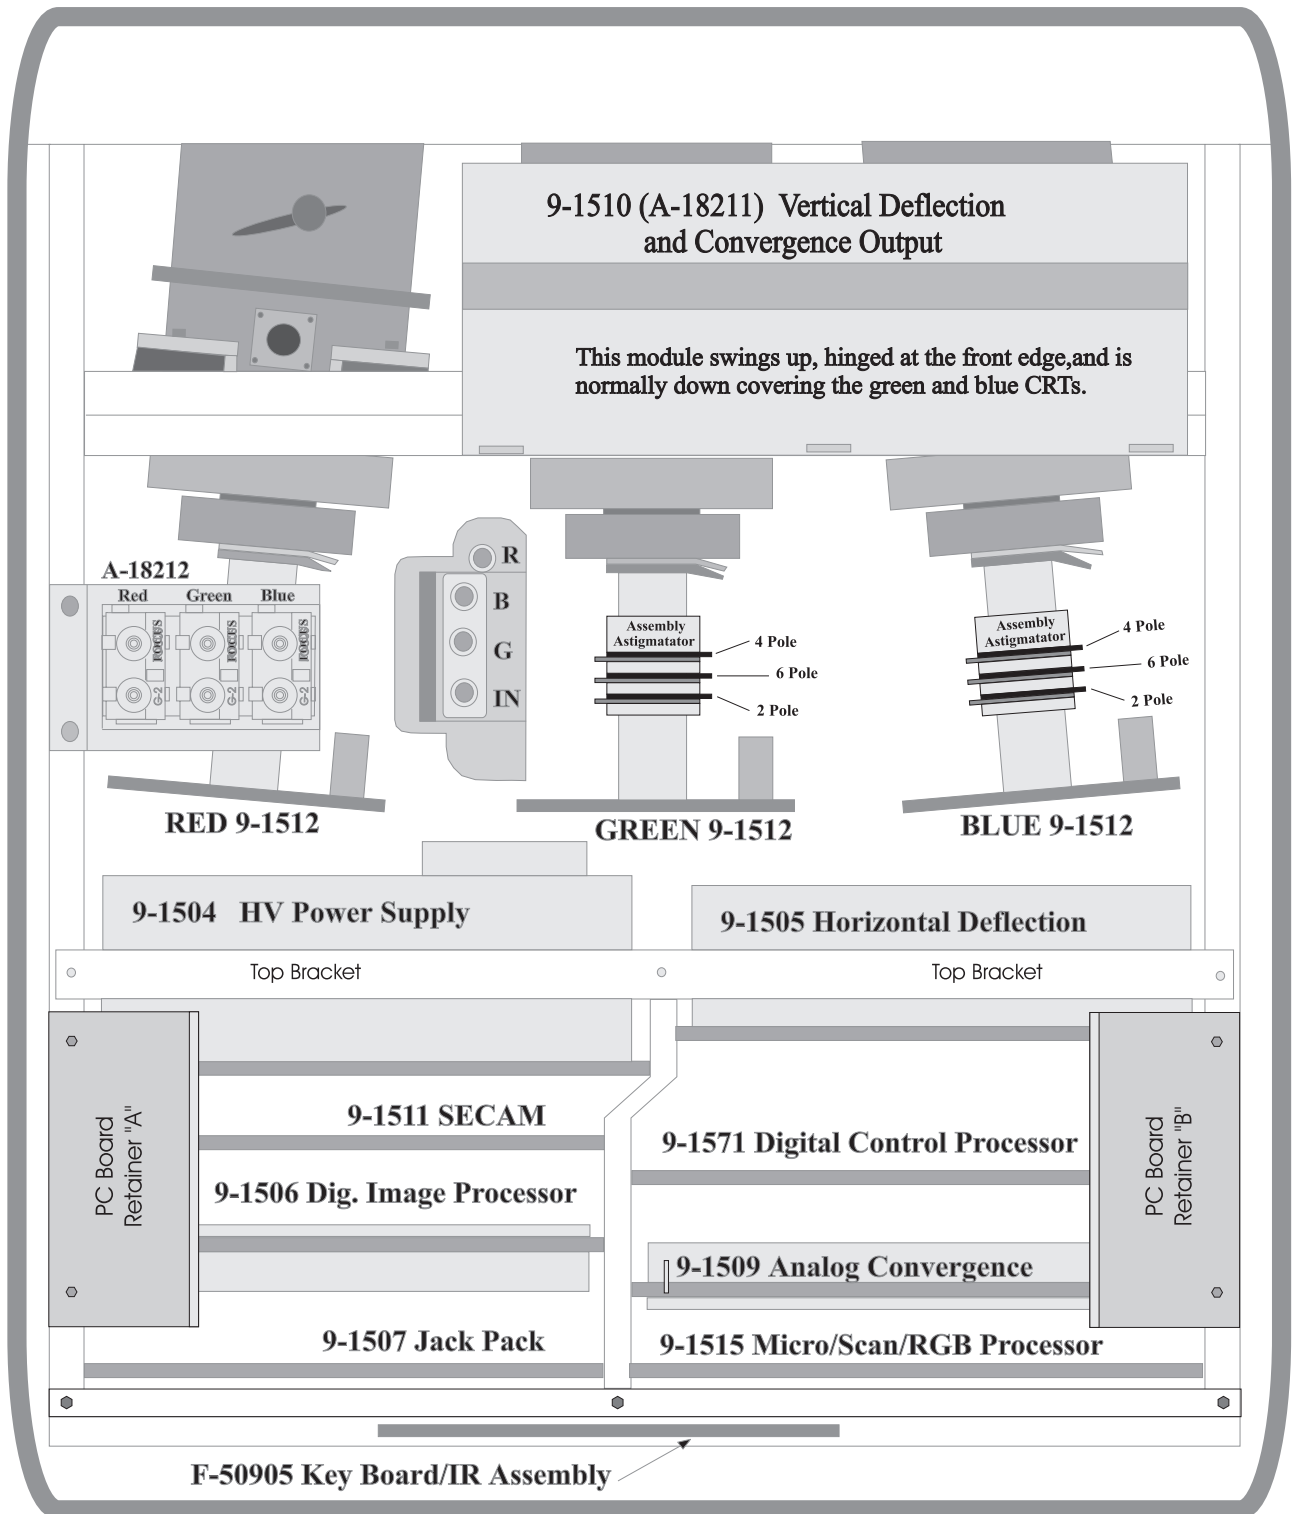 9-1510 (A-18211) Vertical Deflection
and Convergence Output
This module swings up, hinged at the front edge,and is
normally down covering the green and blue CRTs.
A-18212
Red Green Blue
FOCUS FOCUS FOCUS
G-2 G-2 G-2
R
B
G
IN
Assembly
Astigmatator
4 Pole
6 Pole
2 Pole
Assembly
Astigmatator
4 Pole
6 Pole
2 Pole
RED 9-1512
GREEN 9-1512
BLUE 9-1512
9-1504 HV Power Supply
9-1505 Horizontal Deflection
Top Bracket
Top Bracket
PC Board
Retainer "A"
PC Board
Retainer "B"
9-1511 SECAM
9-1571 Digital Control Processor
9-1506 Dig. Image Processor
9-1509 Analog Convergence
9-1507 Jack Pack
9-1515 Micro/Scan/RGB Processor
F-50905 Key Board/IR Assembly